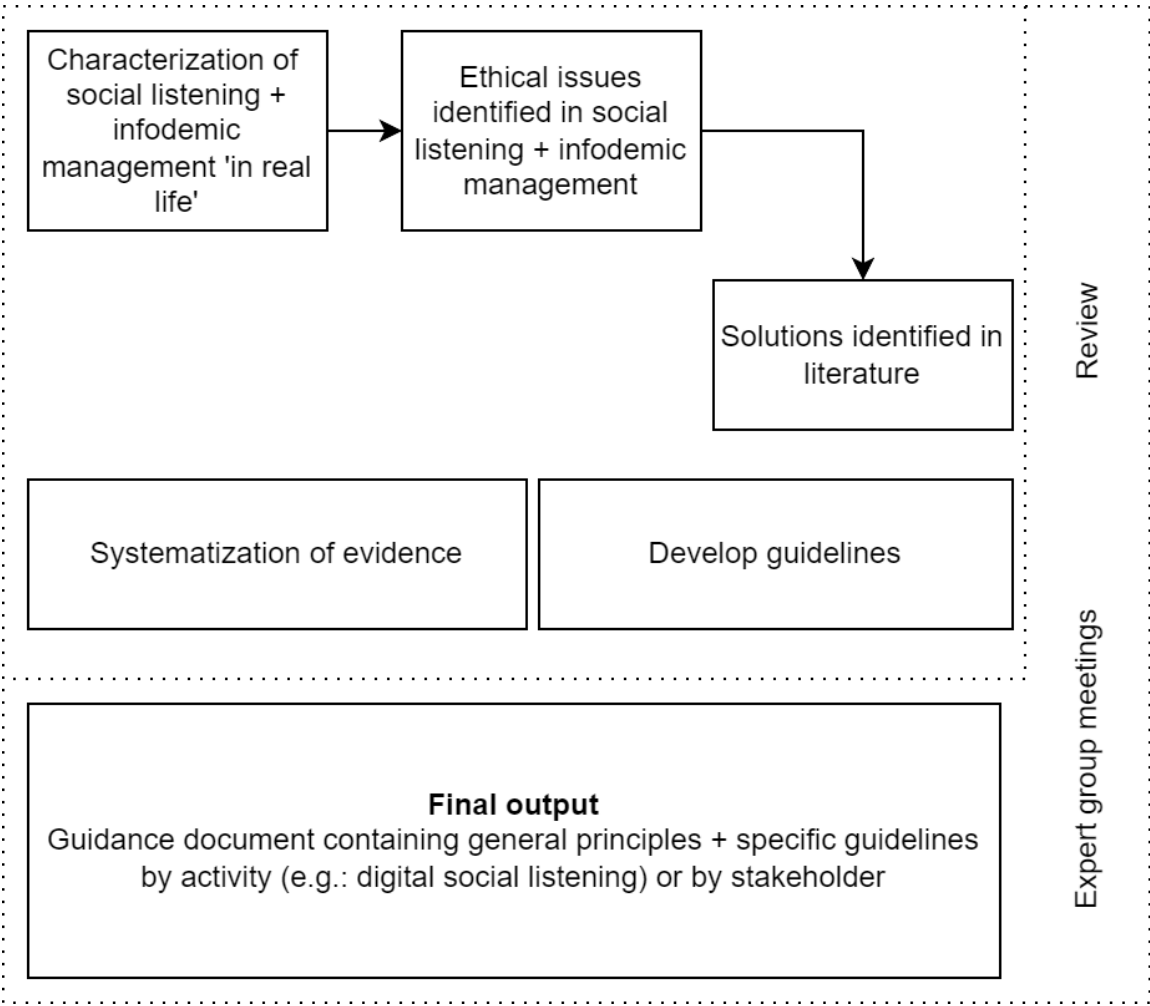 Characterization of
social listening +
infodemic
management 'in real
life'
Ethical issues
identified in social
listening + infodemic
management
Solutions identified in
literature
Review
Systematization of evidence
Develop guidelines
Expert group meetings
Final output
Guidance document containing general principles + specific guidelines
by activity (e.g.: digital social listening) or by stakeholder